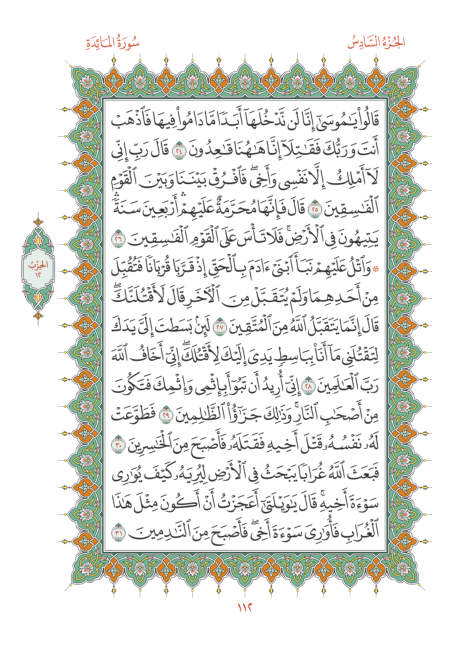 الجُزْءُ السَّادِسُ
سُورَةُ المَائِدَةِ
قَالُوا۟ يَـٰمُوسَىٰٓ إِنَّا لَن نَّدْخُلَهَآ أَبَدًا مَّا دَامُوا۟ فِيهَا فَٱذْهَبْ
أَنتَ وَرَبُّكَ فَقَـٰتِلَآ إِنَّا هَـٰهُنَا قَـٰعِدُونَ ٢٤ قَالَ رَبِّ إِنِّى
لَآ أَمْلِكُ إِلَّا نَفْسِى وَأَخِى ۖ فَٱفْرُقْ بَيْنَنَا وَبَيْنَ ٱلْقَوْمِ
ٱلْفَـٰسِقِينَ ٢٥ قَالَ فَإِنَّهَا مُحَرَّمَةٌ عَلَيْهِمْ ۛ أَرْبَعِينَ سَنَةً ۛ
يَتِيهُونَ فِى ٱلْأَرْضِ ۚ فَلَا تَأْسَ عَلَى ٱلْقَوْمِ ٱلْفَـٰسِقِينَ ٢٦
۞ وَٱتْلُ عَلَيْهِمْ نَبَأَ ٱبْنَىْ ءَادَمَ بِٱلْحَقِّ إِذْ قَرَّبَا قُرْبَانًا فَتُقُبِّلَ
مِنْ أَحَدِهِمَا وَلَمْ يُتَقَبَّلْ مِنَ ٱلْـَٔاخَرِ قَالَ لَأَقْتُلَنَّكَ ۖ
قَالَ إِنَّمَا يَتَقَبَّلُ ٱللَّهُ مِنَ ٱلْمُتَّقِينَ ٢٧ لَئِنۢ بَسَطتَ إِلَىَّ يَدَكَ
لِتَقْتُلَنِى مَآ أَنَا۠ بِبَاسِطٍ يَدِىَ إِلَيْكَ لِأَقْتُلَكَ ۖ إِنِّىٓ أَخَافُ ٱللَّهَ
رَبَّ ٱلْعَـٰلَمِينَ ٢٨ إِنِّىٓ أُرِيدُ أَن تَبُوٓأَ بِإِثْمِى وَإِثْمِكَ فَتَكُونَ
مِنْ أَصْحَـٰبِ ٱلنَّارِ ۚ وَذَٰلِكَ جَزَٰٓؤُا۟ ٱلظَّـٰلِمِينَ ٢٩ فَطَوَّعَتْ
لَهُۥ نَفْسُهُۥ قَتْلَ أَخِيهِ فَقَتَلَهُۥ فَأَصْبَحَ مِنَ ٱلْخَـٰسِرِينَ ٣٠
فَبَعَثَ ٱللَّهُ غُرَابًا يَبْحَثُ فِى ٱلْأَرْضِ لِيُرِيَهُۥ كَيْفَ يُوَٰرِى
سَوْءَةَ أَخِيهِ ۚ قَالَ يَـٰوَيْلَتَىٰٓ أَعَجَزْتُ أَنْ أَكُونَ مِثْلَ هَـٰذَا
ٱلْغُرَابِ فَأُوَٰرِىَ سَوْءَةَ أَخِى ۖ فَأَصْبَحَ مِنَ ٱلنَّـٰدِمِينَ ٣١
الحِزْبُ
١٢
١١٢